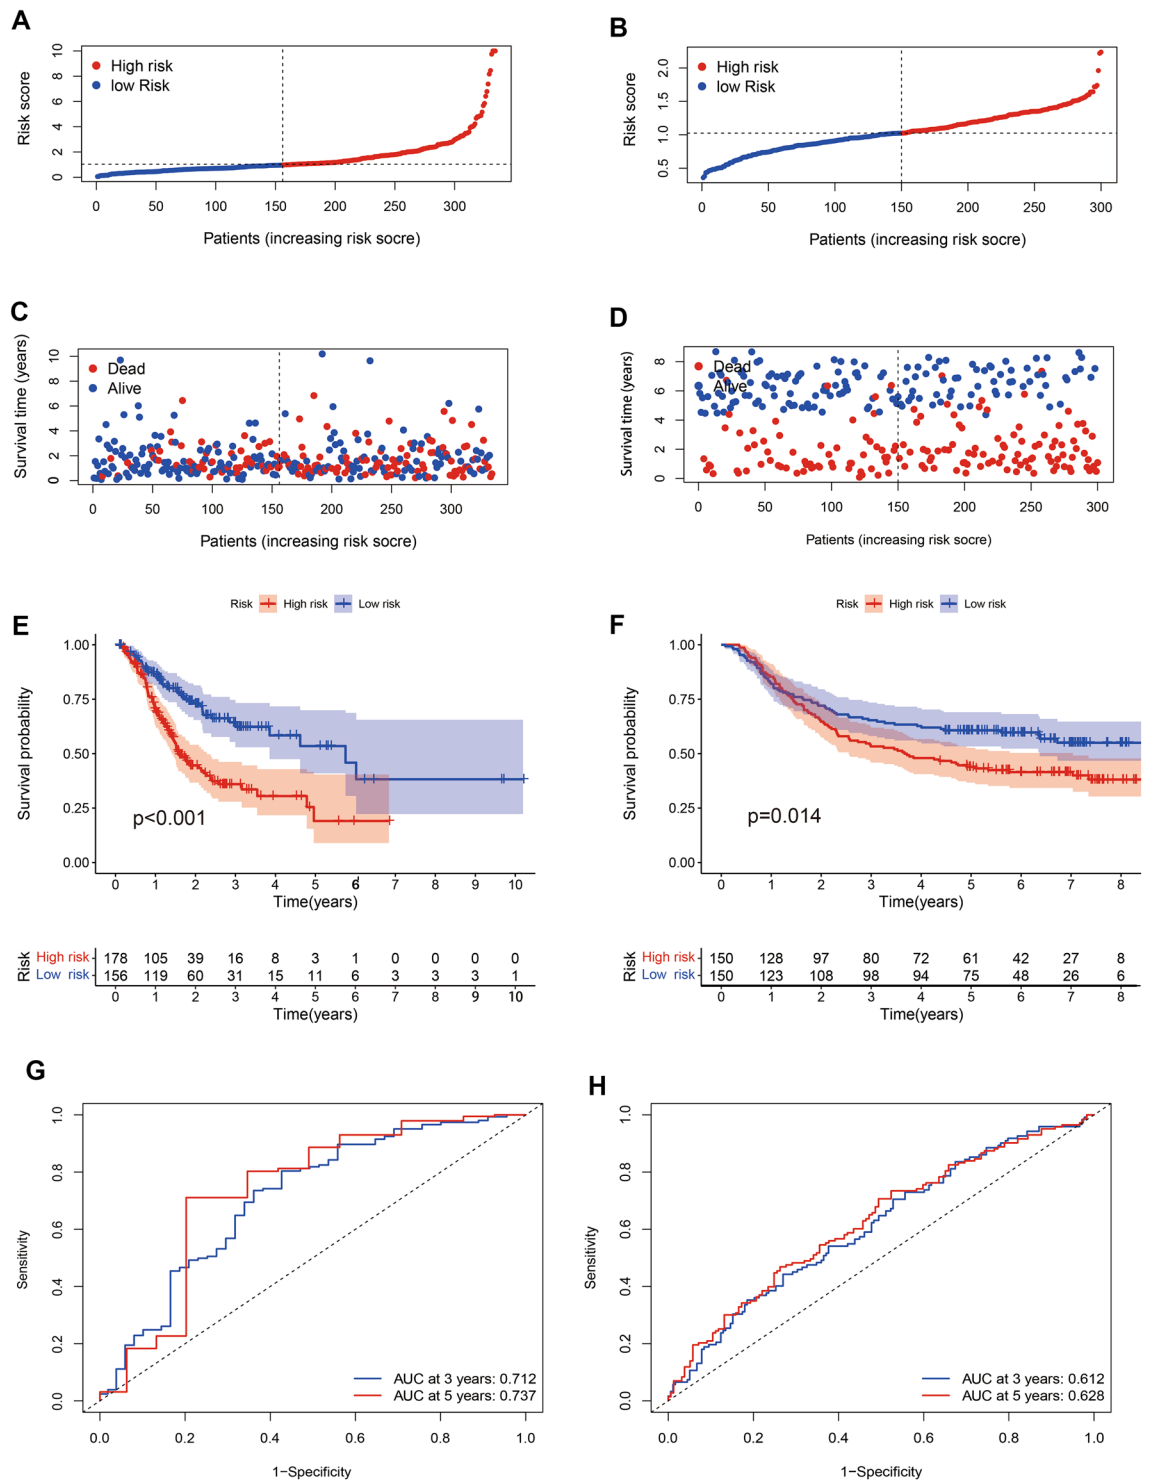 A
Risk score
10
8
6
4
2
0
High risk
low Risk
0 50 100 150 200 250 300
Patients (increasing risk socre)
B
Risk score
2.0
1.5
1.0
0.5
High risk
low Risk
0 50 100 150 200 250 300
Patients (increasing risk socre)
C
Survival time (years)
10
8
6
4
2
0
Dead
Alive
0 50 100 150 200 250 300
Patients (increasing risk socre)
D
Survival time (years)
8
6
4
2
0
Dead
Alive
0 50 100 150 200 250 300
Patients (increasing risk socre)
E
Risk High risk Low risk
Survival probability
1.00
0.75
0.50
0.25
0.00
p<0.001
0 1 2 3 4 5 6 7 8 9 10
Time(years)
Risk
High risk 178 105 39 16 8 3 1 0 0 0 0
Low risk 156 119 60 31 15 11 6 3 3 3 1
0 1 2 3 4 5 6 7 8 9 10
Time(years)
F
Risk High risk Low risk
Survival probability
1.00
0.75
0.50
0.25
0.00
p=0.014
0 1 2 3 4 5 6 7 8
Time(years)
Risk
High risk 150 128 97 80 72 61 42 27 8
Low risk 150 123 108 98 94 75 48 26 6
0 1 2 3 4 5 6 7 8
Time(years)
G
Sensitivity
1.0
0.8
0.6
0.4
0.2
0.0
AUC at 3 years: 0.712
AUC at 5 years: 0.737
0.0 0.2 0.4 0.6 0.8 1.0
1−Specificity
H
Sensitivity
1.0
0.8
0.6
0.4
0.2
0.0
AUC at 3 years: 0.612
AUC at 5 years: 0.628
0.0 0.2 0.4 0.6 0.8 1.0
1−Specificity